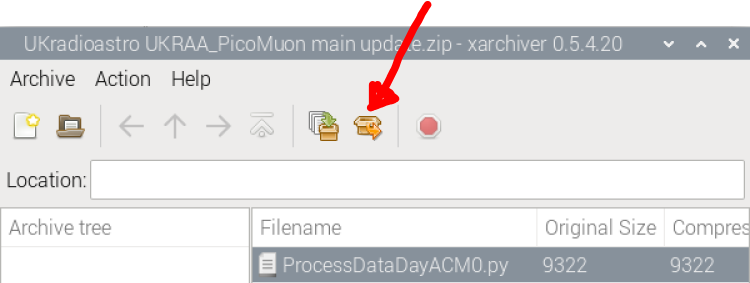 UKradioastro UKRAA_PicoMuon main update.zip - xarchiver 0.5.4.20
Archive Action Help
Location:
Archive tree Filename Original Size Compres
ProcessDataDayACM0.py 9322 9322